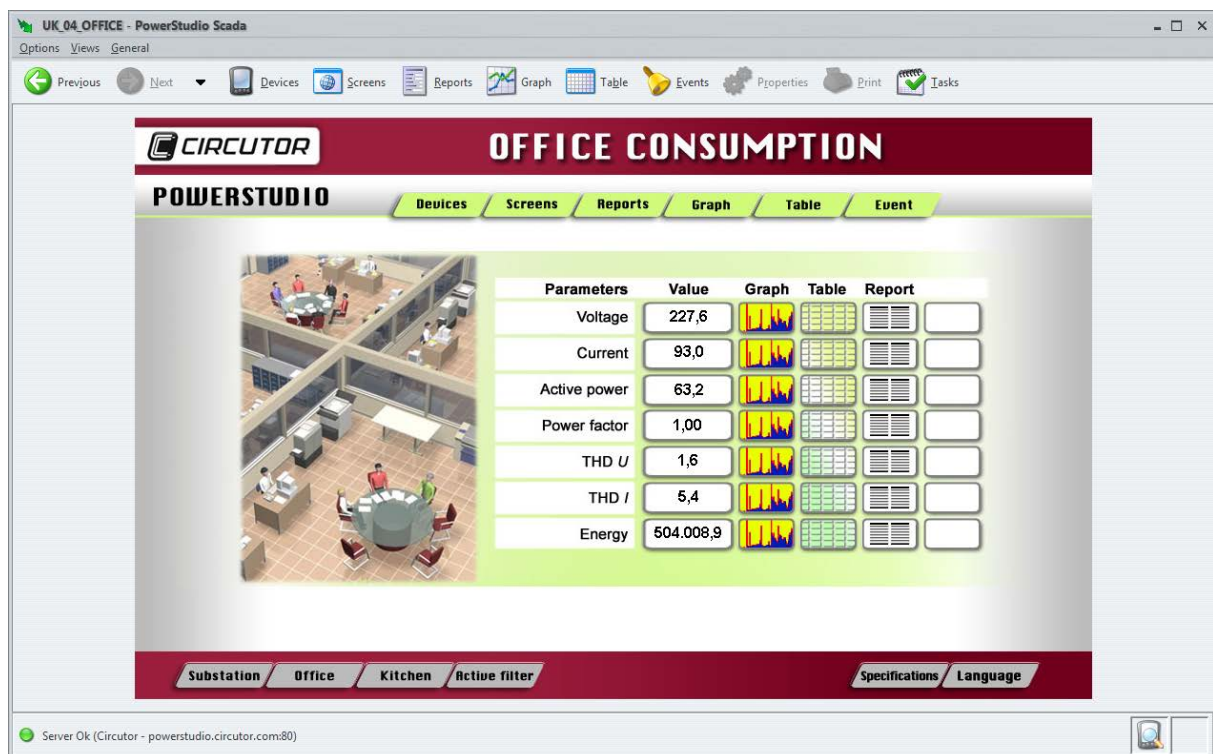 UK_04_OFFICE - PowerStudio Scada
Options Views General
Previous Next Devices Screens Reports Graph Table Events Properties Print Tasks
CIRCUTOR OFFICE CONSUMPTION
POWERSTUDIO Devices Screens Reports Graph Table Event
Parameters Value Graph Table Report
Voltage 227,6
Current 93,0
Active power 63,2
Power factor 1,00
THD U 1,6
THD I 5,4
Energy 504.008,9
Substation Office Kitchen Active filter Specifications Language
Server Ok (Circutor - powerstudio.circutor.com:80)